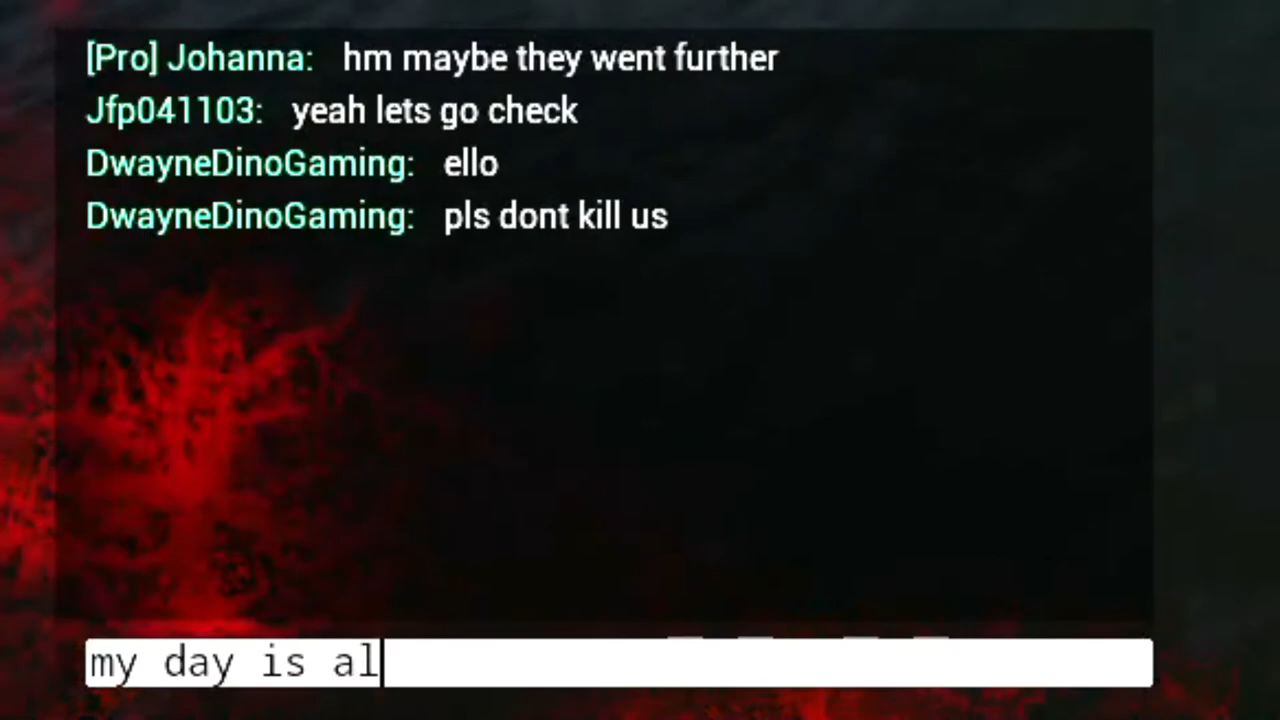 [Pro] Johanna: hm maybe they went further
Jfp041103: yeah lets go check
DwayneDinoGaming: ello
DwayneDinoGaming: pls dont kill us
my day is al